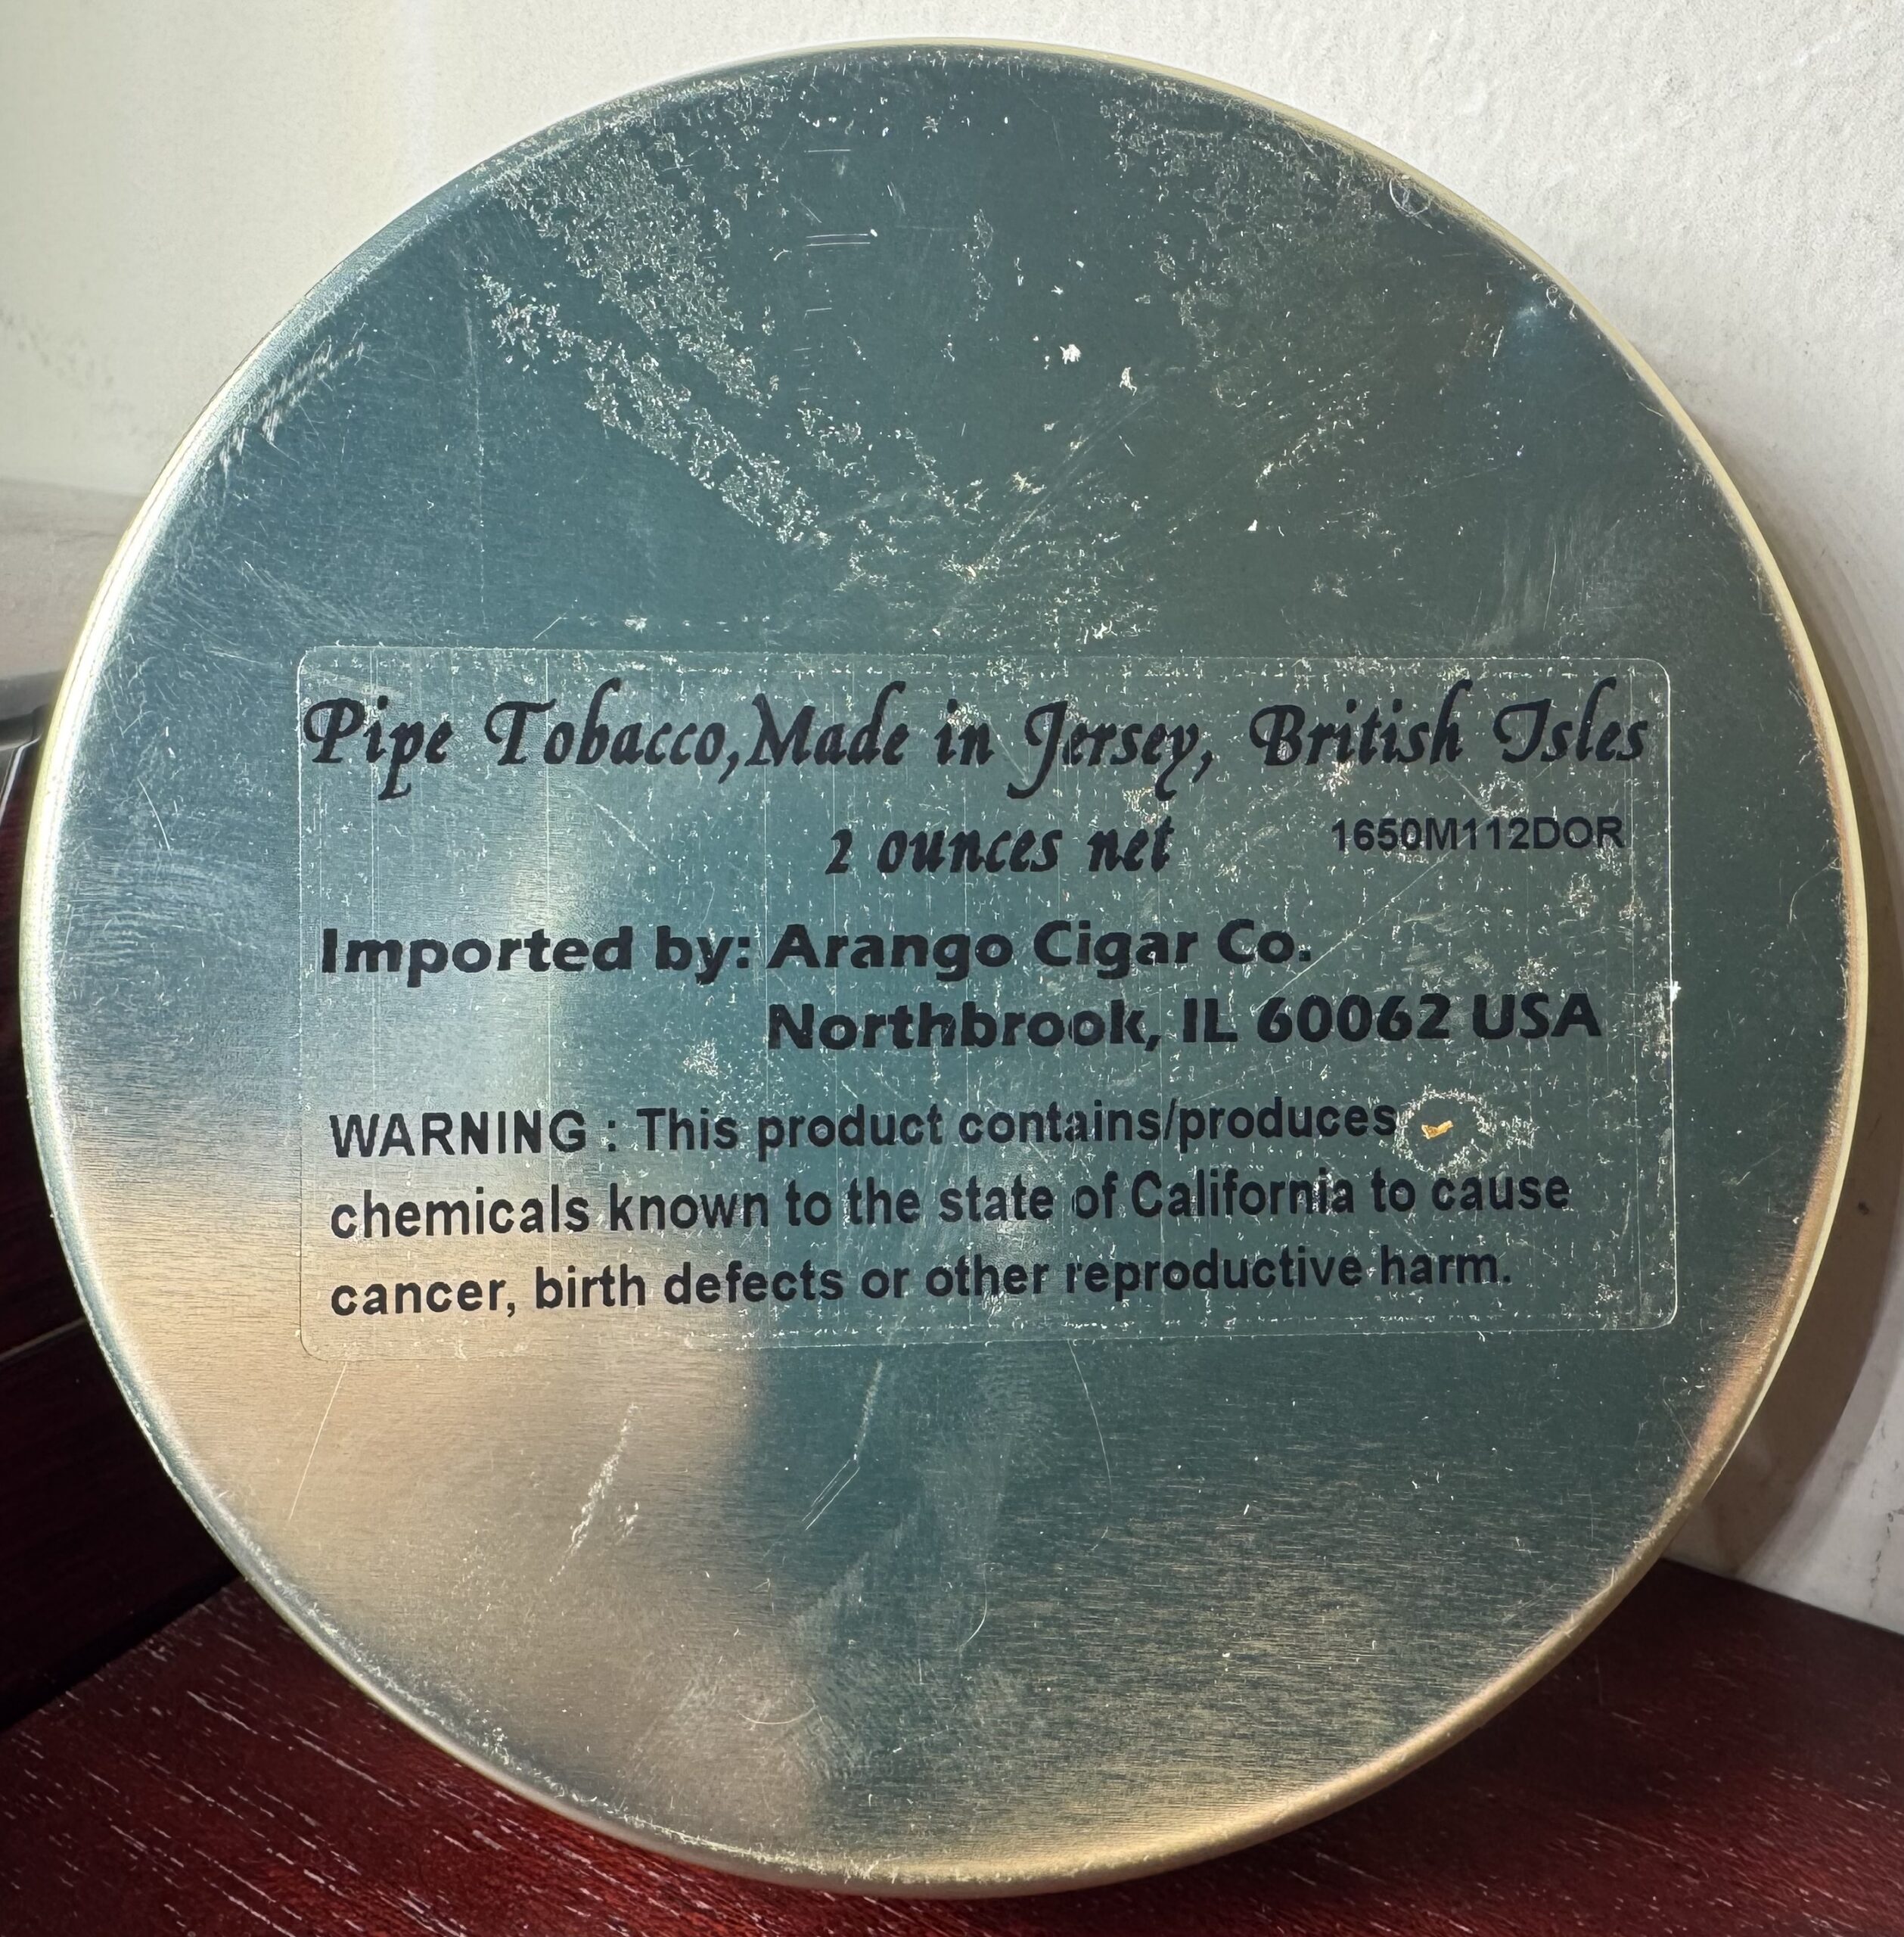 Pipe Tobacco,Made in Jersey, British Isles
2 ounces net 1650M112DOR
Imported by: Arango Cigar Co.
Northbrook, IL 60062 USA
WARNING : This product contains/produces
chemicals known to the state of California to cause
cancer, birth defects or other reproductive harm.